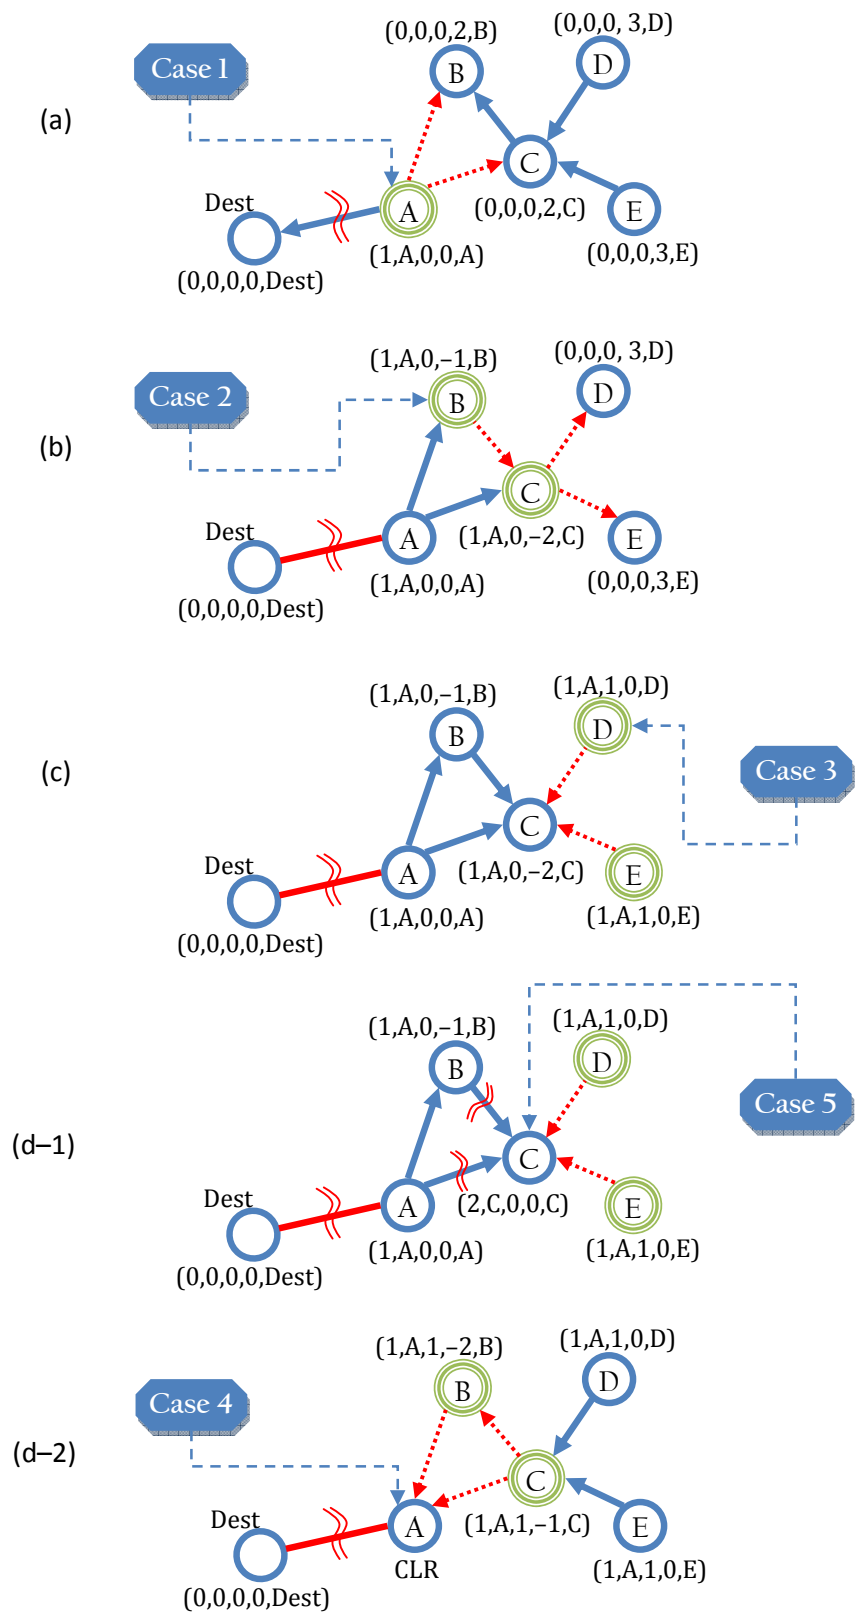 (0,0,0,2,B)
(0,0,0, 3,D)
Case 1
B
D
(a)
C
Dest
A
(0,0,0,2,C)
E
(1,A,0,0,A)
(0,0,0,3,E)
(0,0,0,0,Dest)
(1,A,0,−1,B)
(0,0,0, 3,D)
Case 2
B
D
(b)
C
Dest
A
(1,A,0,−2,C)
E
(1,A,0,0,A)
(0,0,0,3,E)
(0,0,0,0,Dest)
(1,A,0,−1,B)
(1,A,1,0,D)
B
D
(c)
Case 3
C
Dest
A
(1,A,0,−2,C)
E
(1,A,0,0,A)
(1,A,1,0,E)
(0,0,0,0,Dest)
(1,A,0,−1,B)
(1,A,1,0,D)
B
D
Case 5
(d−1)
C
Dest
A
(2,C,0,0,C)
E
(1,A,0,0,A)
(1,A,1,0,E)
(0,0,0,0,Dest)
(1,A,1,−2,B)
(1,A,1,0,D)
Case 4
B
D
(d−2)
C
Dest
A
(1,A,1,−1,C)
E
CLR
(1,A,1,0,E)
(0,0,0,0,Dest)